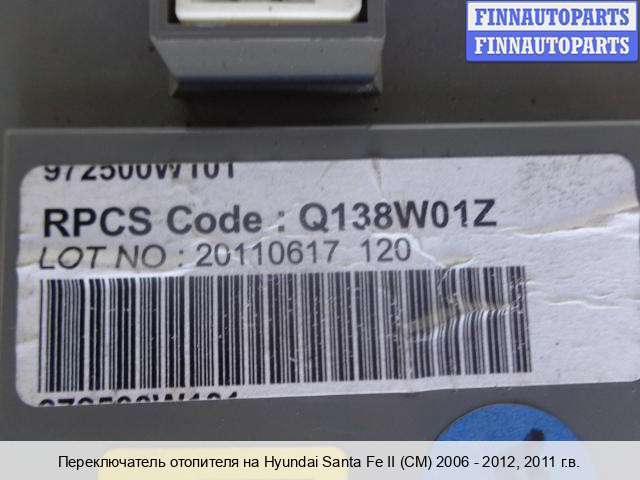 FINNAUTOPARTS
FINNAUTOPARTS
972500W101
RPCS Code : Q138W01Z
LOT NO : 20110617 120
972500W101
Переключатель отопителя на Hyundai Santa Fe II (CM) 2006 - 2012, 2011 г.в.